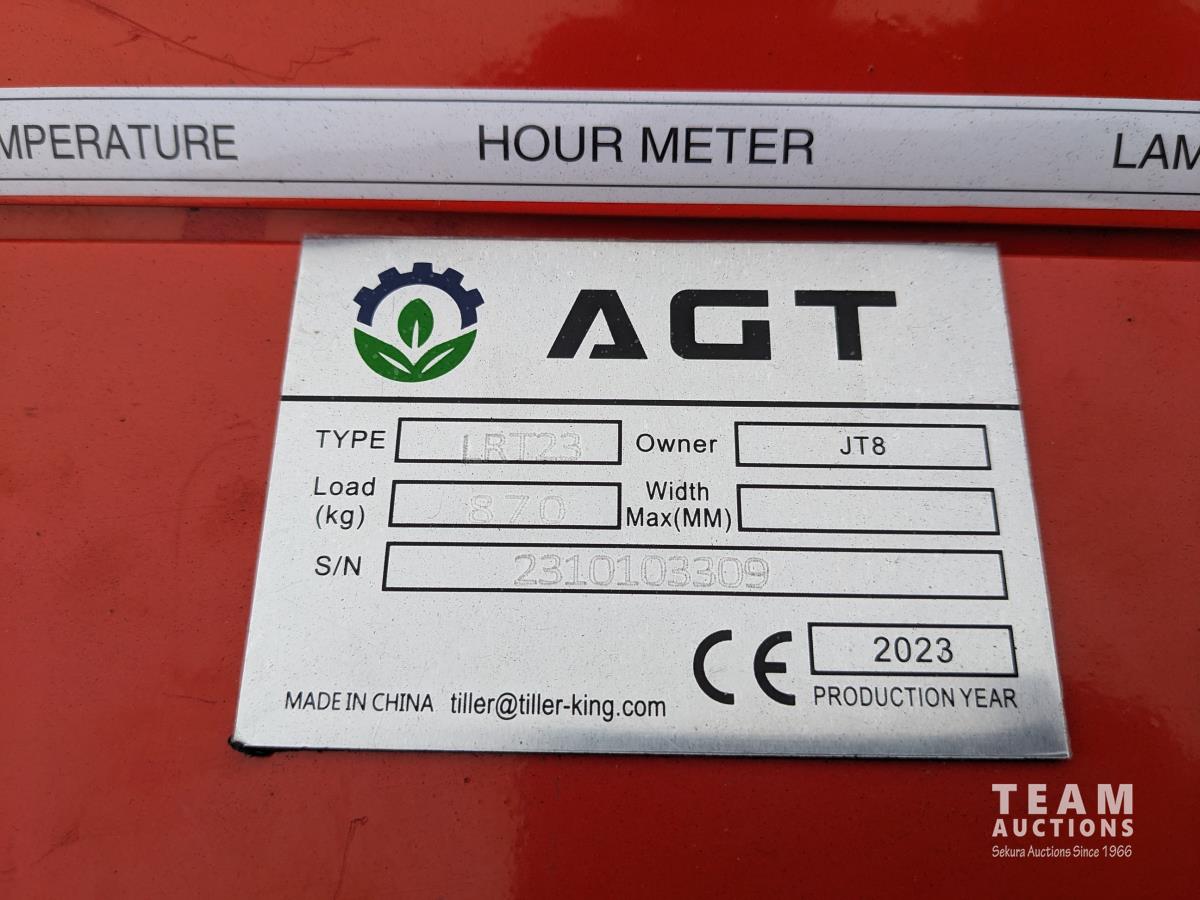 MPERATURE HOUR METER LAM
AGT
TYPE LRT23 Owner JT8
Load (kg) 870 Width Max(MM)
S/N 2310103309
CE 2023
MADE IN CHINA tiller@tiller-king.com PRODUCTION YEAR
TEAM
AUCTIONS
Sekura Auctions Since 1966